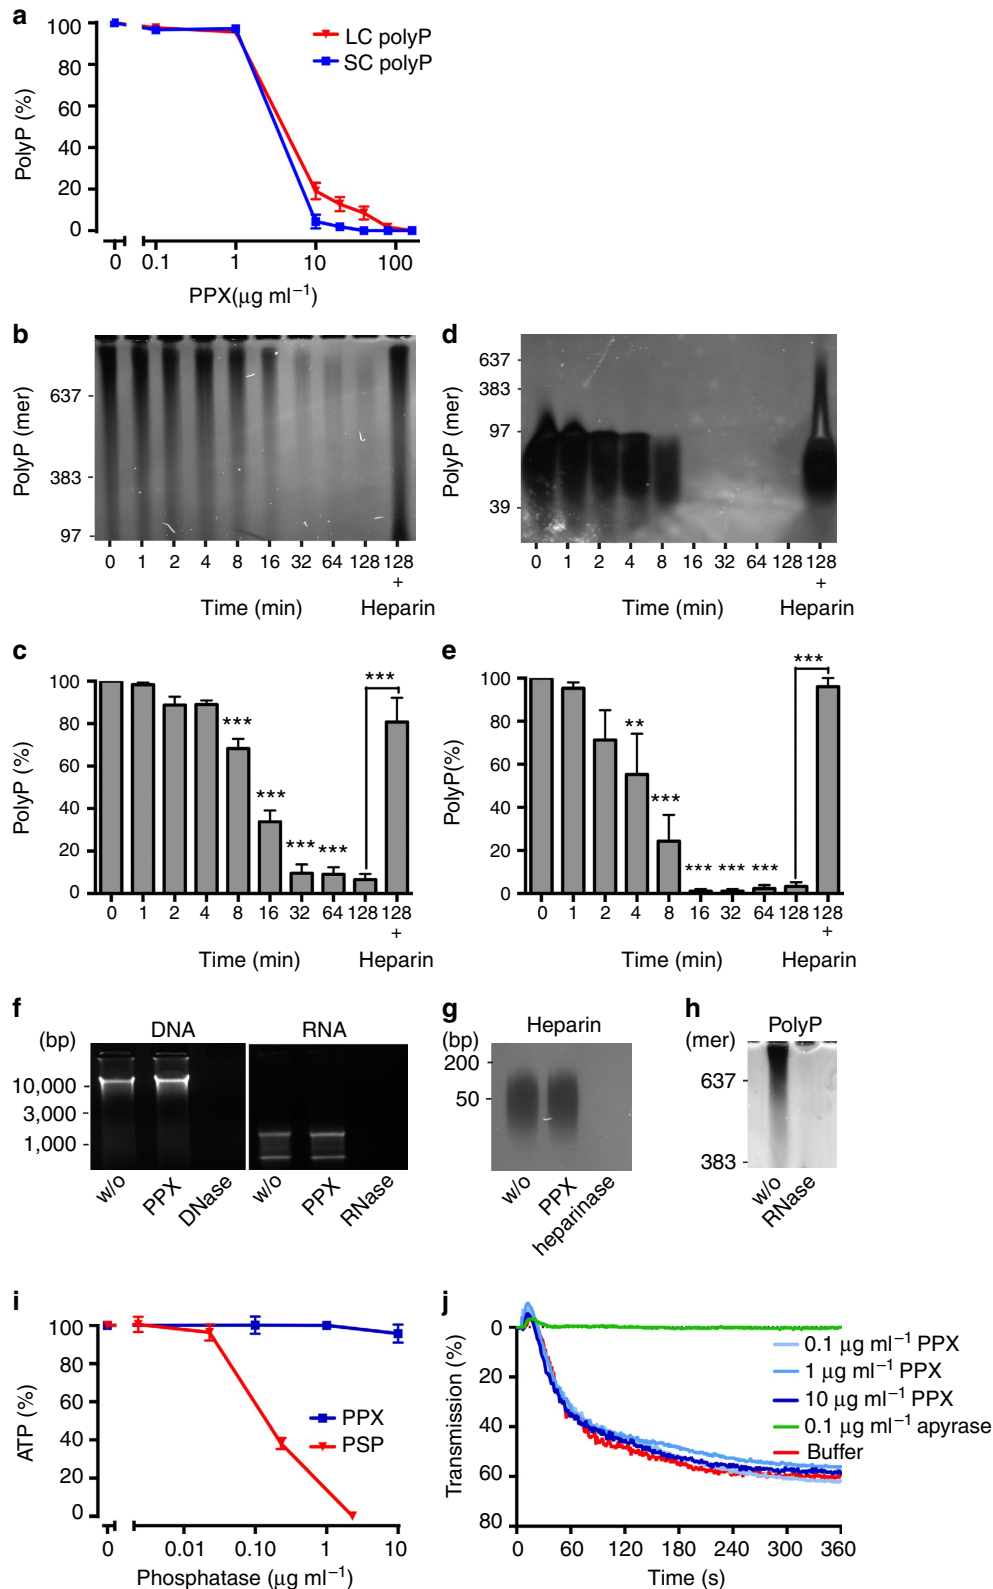 a
100
80
60
40
20
0
PolyP (%)
0 0.1 1 10 100
PPX(μg ml⁻¹)
LC polyP
SC polyP
b
PolyP (mer)
637
383
97
0 1 2 4 8 16 32 64 128 128
+
Time (min) Heparin
d
PolyP (mer)
637
383
97
39
0 1 2 4 8 16 32 64 128 128
+
Time (min) Heparin
c
PolyP (%)
100
80
60
40
20
0
*** *** *** *** ***
0 1 2 4 8 16 32 64 128 128
+
Time (min) Heparin
e
PolyP(%)
100
80
60
40
20
0
** *** *** *** *** ***
0 1 2 4 8 16 32 64 128 128
+
Time (min) Heparin
f
(bp) DNA RNA
10,000
3,000
1,000
w/o PPX DNase w/o PPX RNase
g
(bp) Heparin
200
50
w/o PPX heparinase
h
(mer) PolyP
637
383
w/o RNase
i
ATP (%)
100
80
60
40
20
0
PPX
PSP
0 0.01 0.10 1 10
Phosphatase (μg ml⁻¹)
j
Transmission (%)
0
20
40
60
80
0.1 μg ml⁻¹ PPX
1 μg ml⁻¹ PPX
10 μg ml⁻¹ PPX
0.1 μg ml⁻¹ apyrase
Buffer
0 60 120 180 240 300 360
Time (s)